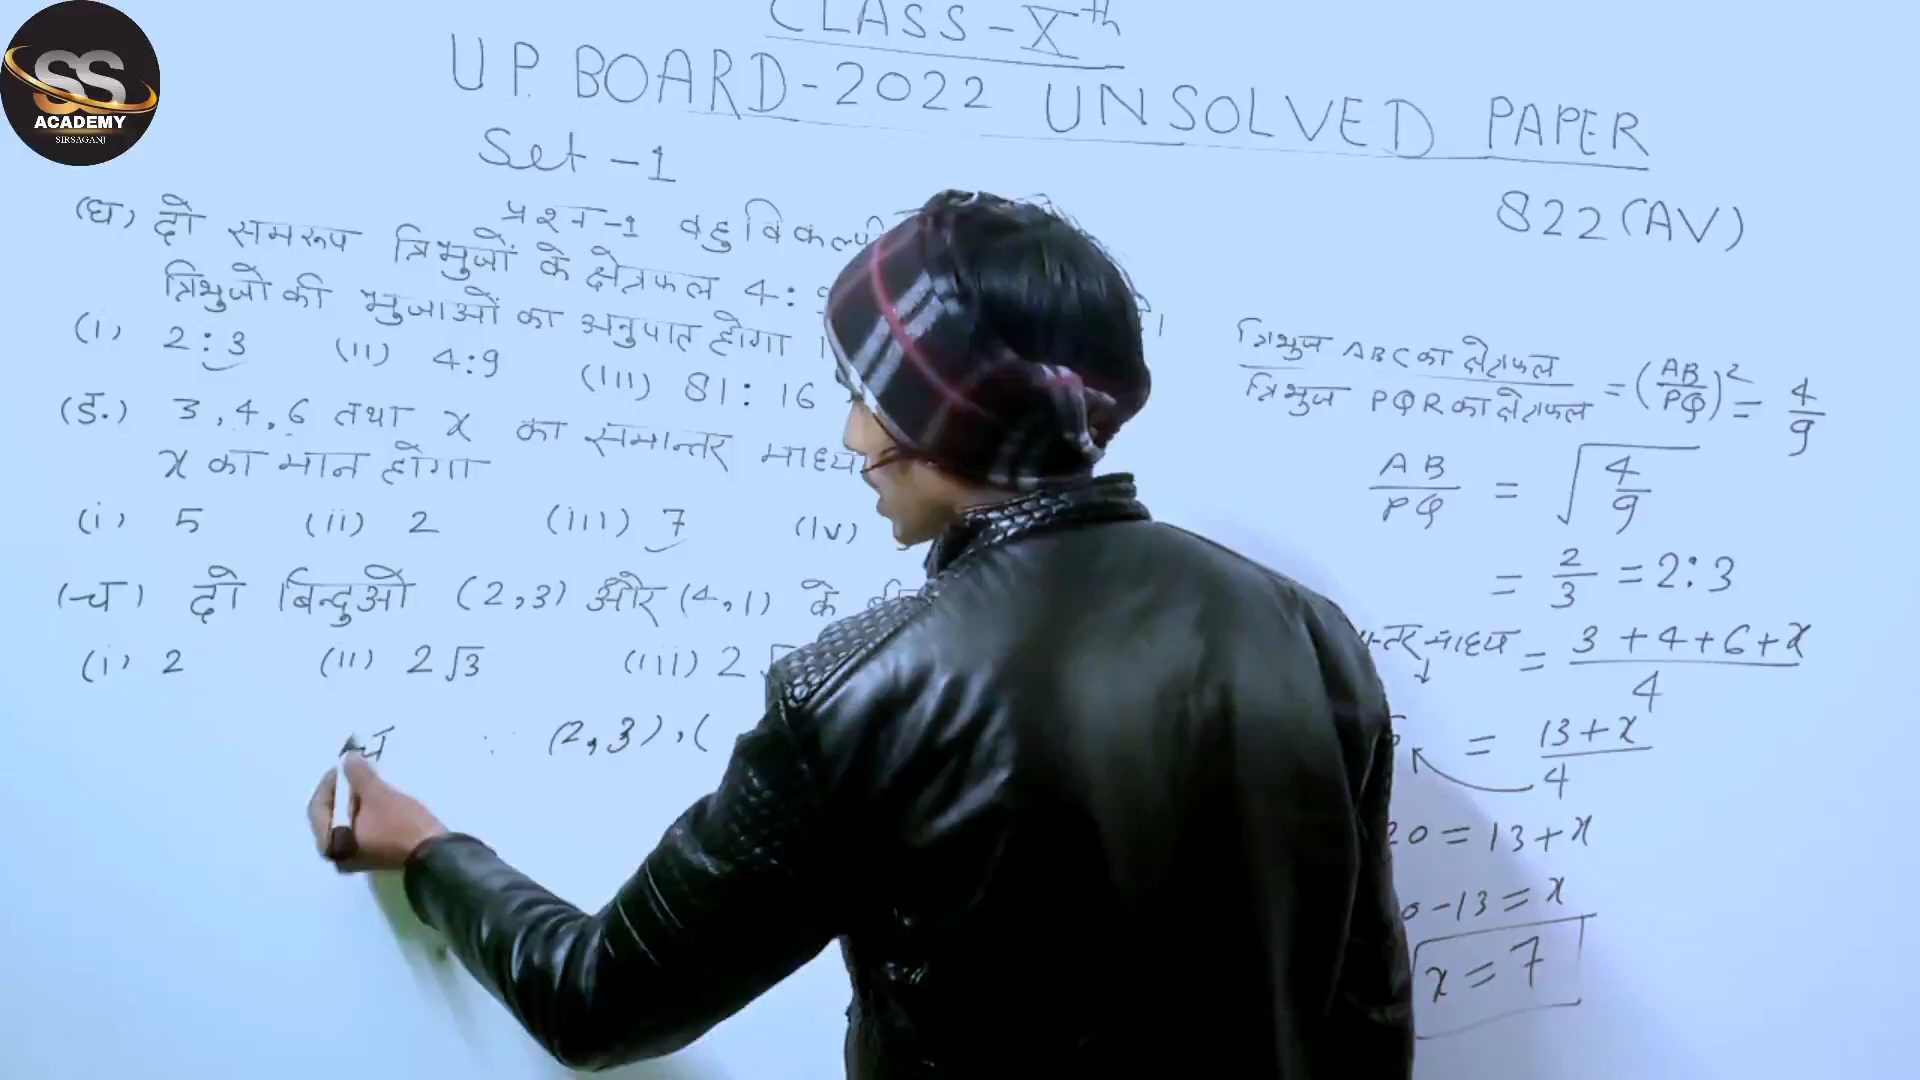 SS
ACADEMY
SIRSAGANJ
CLASS-Xth
U.P. BOARD-2022 UNSOLVED PAPER
Set-1
822(AV)
प्रश्न-1 बहुविकल्पी
(घ) दो समरूप त्रिभुजों के क्षेत्रफल 4:
त्रिभुजों की भुजाओं का अनुपात होगा।
(i) 2:3 (ii) 4:9 (iii) 81:16
(ड.) 3,4,6 तथा x का समान्तर माध्य
x का मान होगा
(i) 5 (ii) 2 (iii) 7 (iv)
(च) दो बिन्दुओ (2,3) और (4,1) के
(i) 2 (ii) 2√3 (iii) 2√
च ∵ (2,3),(
त्रिभुज ABC का क्षेत्रफल / त्रिभुज PQR का क्षेत्रफल = (AB/PQ)² = 4/9
AB/PQ = √4/9
= 2/3 = 2:3
न्तर माध्य = 3+4+6+x/4
= 13+x/4
20 = 13+x
0-13 = x
x = 7